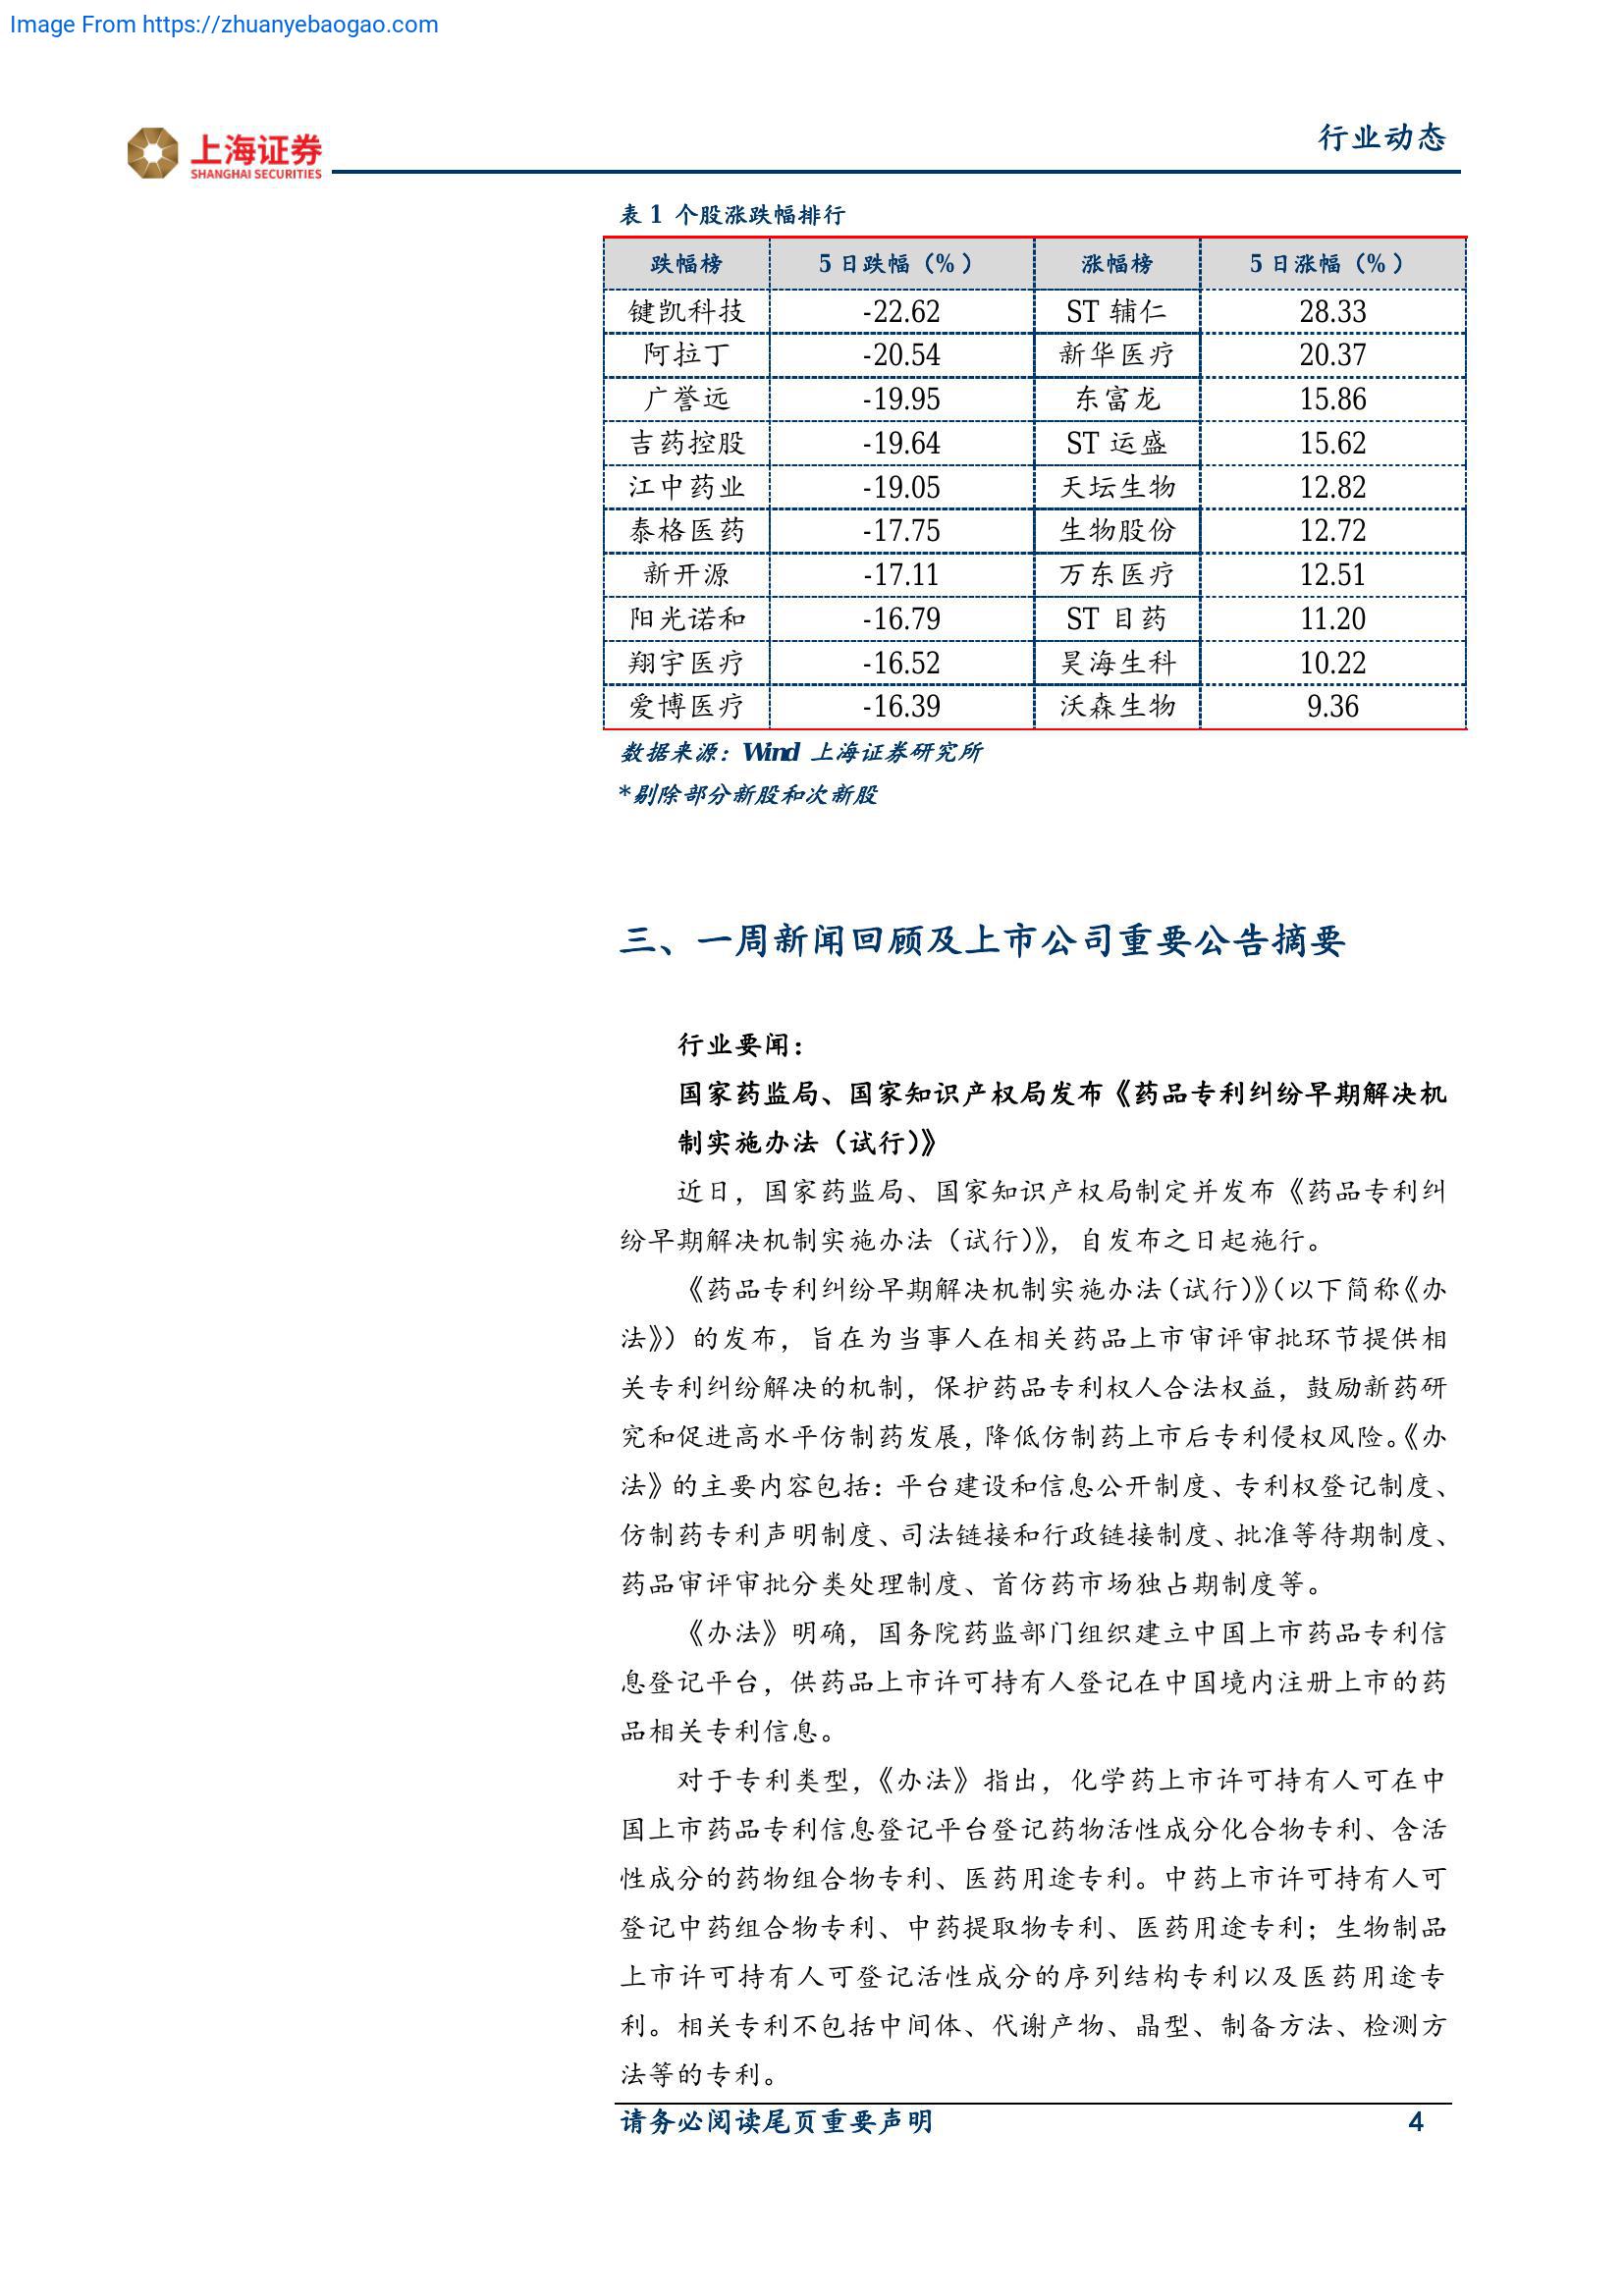 Image From https://zhuanyebaogao.com
上海证券
SHANGHAI SECURITIES
行业动态
表 1 个股涨跌幅排行
跌幅榜 5 日跌幅（%） 涨幅榜 5 日涨幅（%）
键凯科技 -22.62 ST 辅仁 28.33
阿拉丁 -20.54 新华医疗 20.37
广誉远 -19.95 东富龙 15.86
吉药控股 -19.64 ST 运盛 15.62
江中药业 -19.05 天坛生物 12.82
泰格医药 -17.75 生物股份 12.72
新开源 -17.11 万东医疗 12.51
阳光诺和 -16.79 ST 目药 11.20
翔宇医疗 -16.52 昊海生科 10.22
爱博医疗 -16.39 沃森生物 9.36
数据来源：Wind 上海证券研究所
*剔除部分新股和次新股
三、一周新闻回顾及上市公司重要公告摘要
行业要闻：
国家药监局、国家知识产权局发布《药品专利纠纷早期解决机
制实施办法（试行）》
近日，国家药监局、国家知识产权局制定并发布《药品专利纠
纷早期解决机制实施办法（试行）》，自发布之日起施行。
《药品专利纠纷早期解决机制实施办法（试行）》（以下简称《办
法》）的发布，旨在为当事人在相关药品上市审评审批环节提供相
关专利纠纷解决的机制，保护药品专利权人合法权益，鼓励新药研
究和促进高水平仿制药发展，降低仿制药上市后专利侵权风险。《办
法》的主要内容包括：平台建设和信息公开制度、专利权登记制度、
仿制药专利声明制度、司法链接和行政链接制度、批准等待期制度、
药品审评审批分类处理制度、首仿药市场独占期制度等。
《办法》明确，国务院药监部门组织建立中国上市药品专利信
息登记平台，供药品上市许可持有人登记在中国境内注册上市的药
品相关专利信息。
对于专利类型，《办法》指出，化学药上市许可持有人可在中
国上市药品专利信息登记平台登记药物活性成分化合物专利、含活
性成分的药物组合物专利、医药用途专利。中药上市许可持有人可
登记中药组合物专利、中药提取物专利、医药用途专利；生物制品
上市许可持有人可登记活性成分的序列结构专利以及医药用途专
利。相关专利不包括中间体、代谢产物、晶型、制备方法、检测方
法等的专利。
请务必阅读尾页重要声明 4